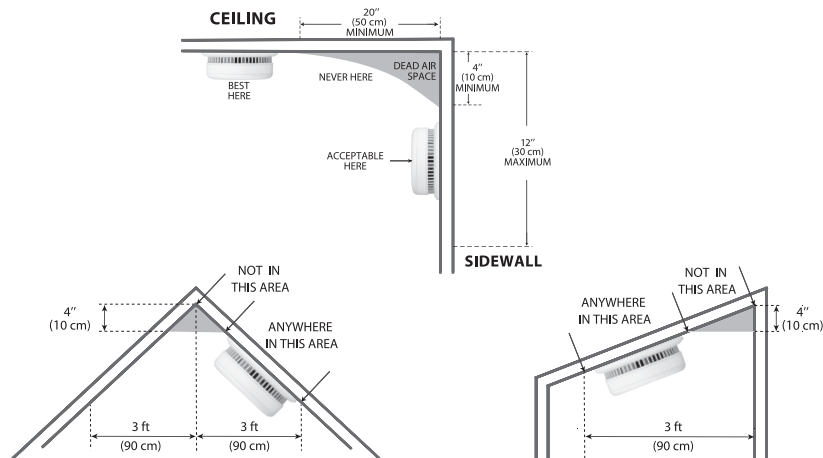 CEILING
20"
(50 cm)
MINIMUM
BEST
HERE
NEVER HERE
DEAD AIR
SPACE
4"
(10 cm)
MINIMUM
ACCEPTABLE
HERE
12"
(30 cm)
MAXIMUM
SIDEWALL
NOT IN
THIS AREA
4"
(10 cm)
ANYWHERE
IN THIS AREA
3 ft
(90 cm)
3 ft
(90 cm)
NOT IN
THIS AREA
ANYWHERE
IN THIS AREA
4"
(10 cm)
3 ft
(90 cm)